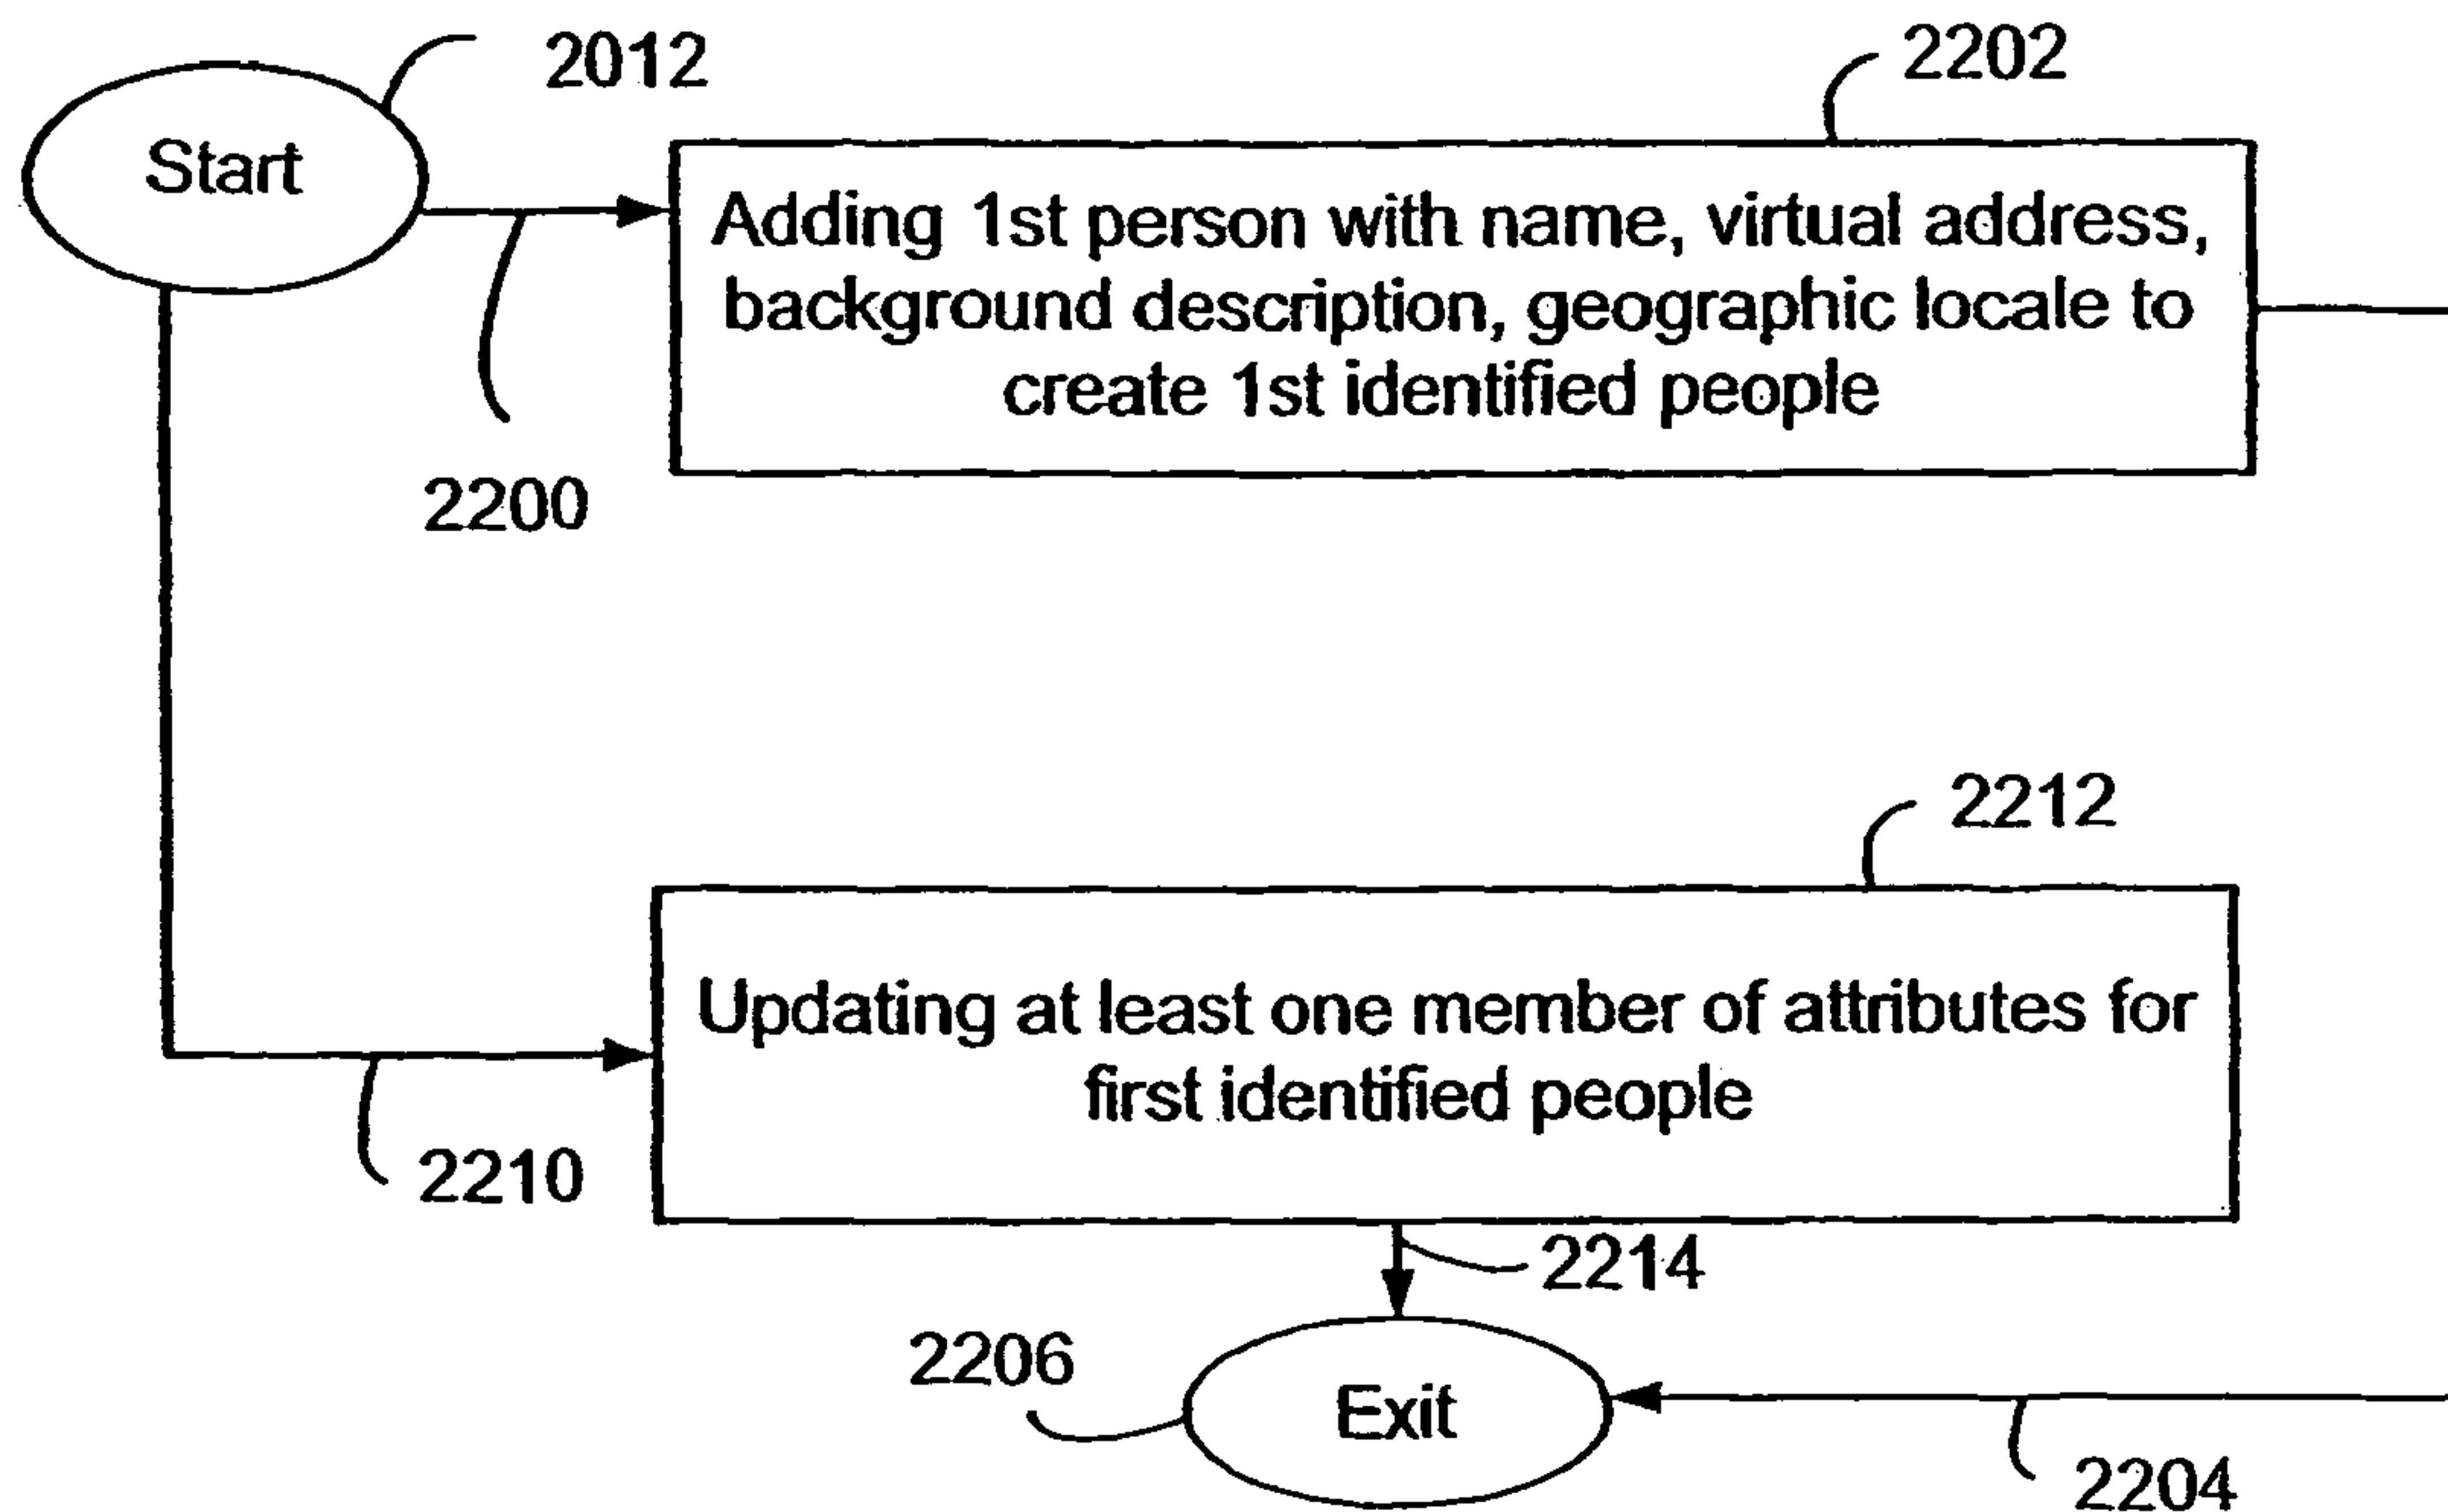 2012
2202
Start
Adding 1st person with name, virtual address,
background description, geographic locale to
create 1st identified people
2200
2212
Updating at least one member of attributes for
first identified people
2210
2214
2206
Exit
2204